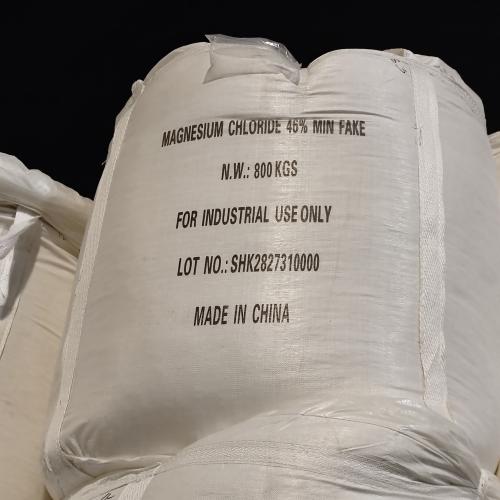 MAGNESIUM CHLORIDE 46% MIN FAKE
N.W.: 800 KGS
FOR INDUSTRIAL USE ONLY
LOT NO.: SHK2827310000
MADE IN CHINA